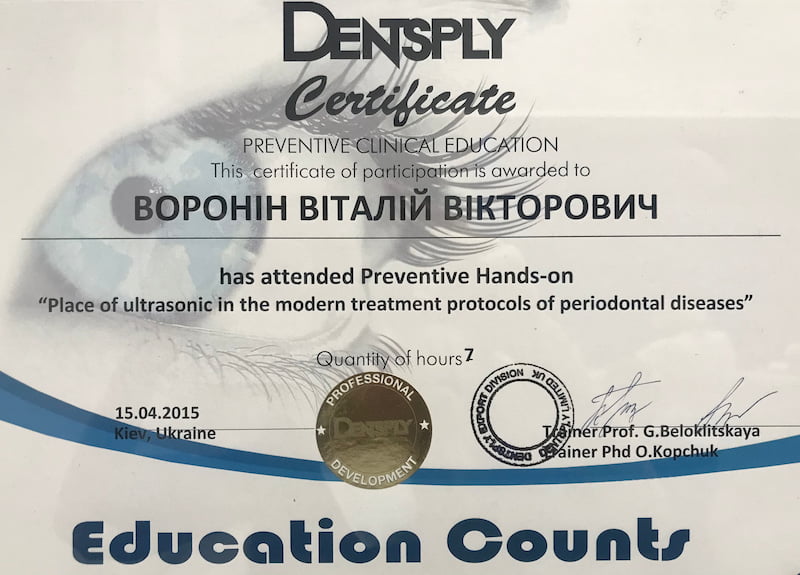 DENTSPLY
Certificate
PREVENTIVE CLINICAL EDUCATION
This certificate of participation is awarded to
ВОРОНІН ВІТАЛІЙ ВІКТОРОВИЧ
has attended Preventive Hands-on
“Place of ultrasonic in the modern treatment protocols of periodontal diseases”
Quantity of hours 7
15.04.2015
Kiev, Ukraine
PROFESSIONAL
DENTSPLY
DEVELOPMENT
DENTSPLY EXPORT DIVISION
LIMITED UK
Trainer Prof. G.Beloklitskaya
Trainer Phd O.Kopchuk
Education Counts